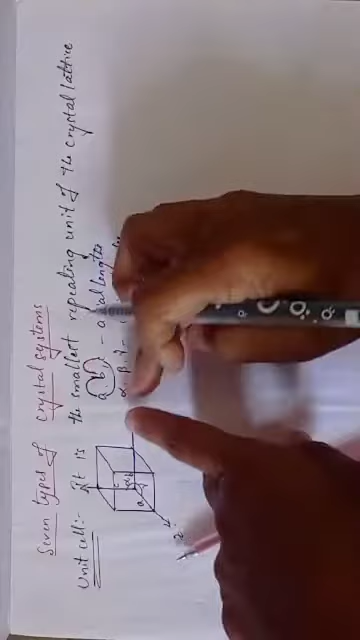 Seven types of crystal systems
Unit cell:- It is the smallest repeating unit of the crystal lattice
a b - axial lengths
α β γ -